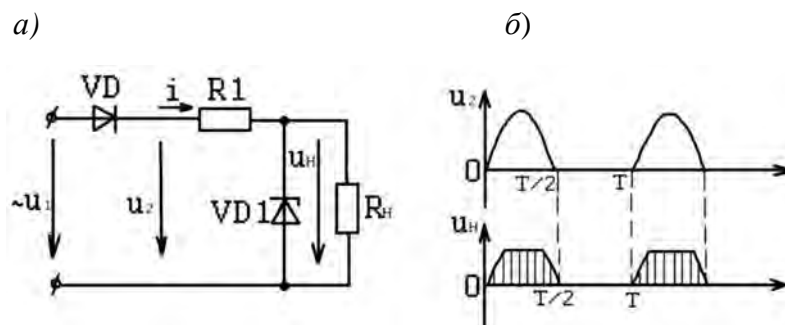 а) б)
VD i R1
~u₁ u₂ VD1 uн Rн
u₂
0 T/2 T
uн
0 T/2 T